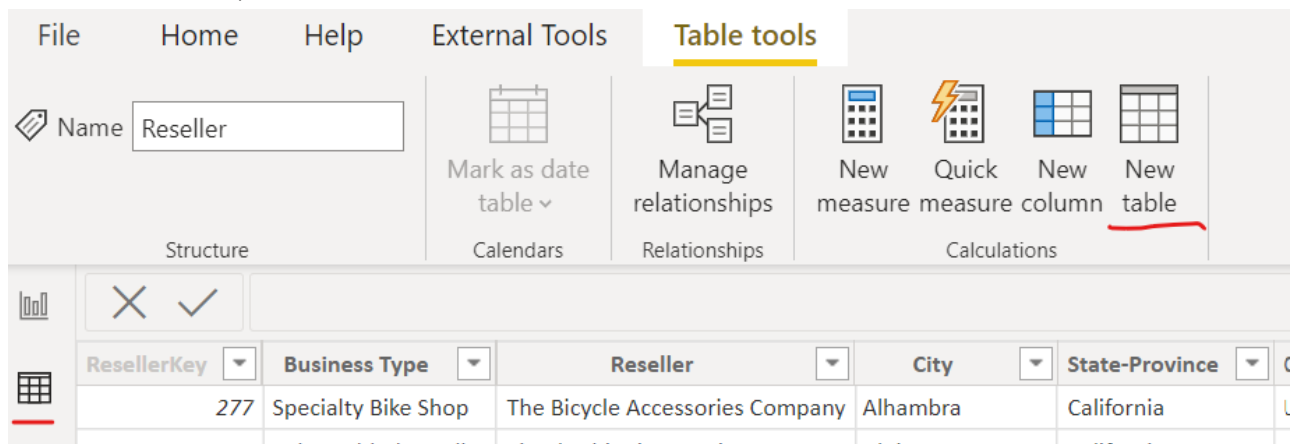 File Home Help External Tools Table tools
Name Reseller
Mark as date table
Manage relationships
New measure
Quick measure
New column
New table
Structure Calendars Relationships Calculations
ResellerKey Business Type Reseller City State-Province
277 Specialty Bike Shop The Bicycle Accessories Company Alhambra California